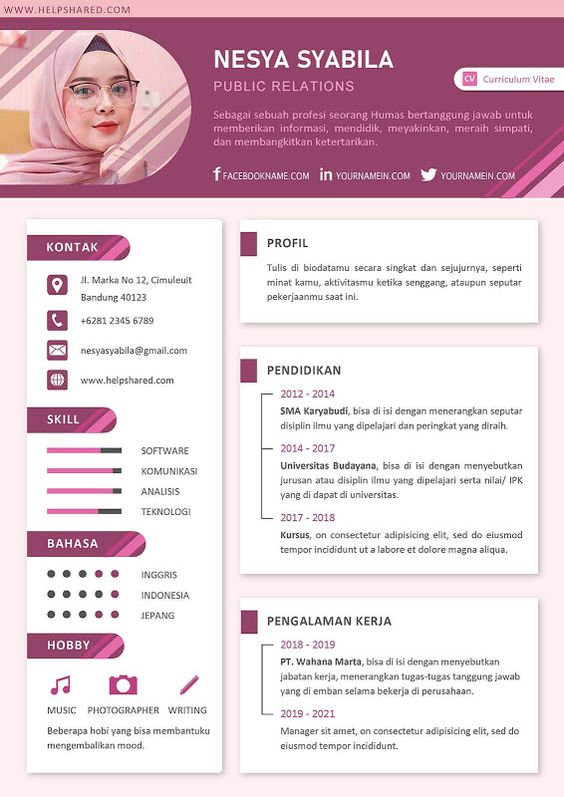 WWW.HELPSHARED.COM
NESYA SYABILA
PUBLIC RELATIONS
CV Curriculum Vitae
Sebagai sebuah profesi seorang Humas bertanggung jawab untuk
memberikan informasi, mendidik, meyakinkan, meraih simpati,
dan membangkitkan ketertarikan.
f FACEBOOKNAME.COM in YOURNAMEIN.COM YOURNAMEIN.COM
KONTAK
Jl. Marka No 12, Cimuleuit
Bandung 40123
+6281 2345 6789
nesyasyabila@gmail.com
www.helpshared.com
SKILL
SOFTWARE
KOMUNIKASI
ANALISIS
TEKNOLOGI
BAHASA
INGGRIS
INDONESIA
JEPANG
HOBBY
MUSIC PHOTOGRAPHER WRITING
Beberapa hobi yang bisa membantu
mengembalikan mood.
PROFIL
Tulis di biodatamu secara singkat dan sejujurnya, seperti
minat kamu, aktivitasmu ketika senggang, ataupun seputar
pekerjaanmu saat ini.
PENDIDIKAN
2012 - 2014
SMA Karyabudi, bisa di isi dengan menerangkan seputar
disiplin ilmu yang dipelajari dan peringkat yang diraih.
2014 - 2017
Universitas Budayana, bisa di isi dengan menyebutkan
jurusan atau disiplin ilmu yang dipelajari serta nilai/ IPK
yang di dapat di universitas.
2017 - 2018
Kursus, on consectetur adipisicing elit, sed do eiusmod
tempor incididunt ut a labore et dolore magna aliqua.
PENGALAMAN KERJA
2018 - 2019
PT. Wahana Marta, bisa di isi dengan menyebutkan
jabatan kerja, menerangkan tugas-tugas tanggung jawab
yang di emban selama bekerja di perusahaan.
2019 - 2021
Manager sit amet, on consectetur adipisicing elit, sed do
eiusmod tempor incididunt.